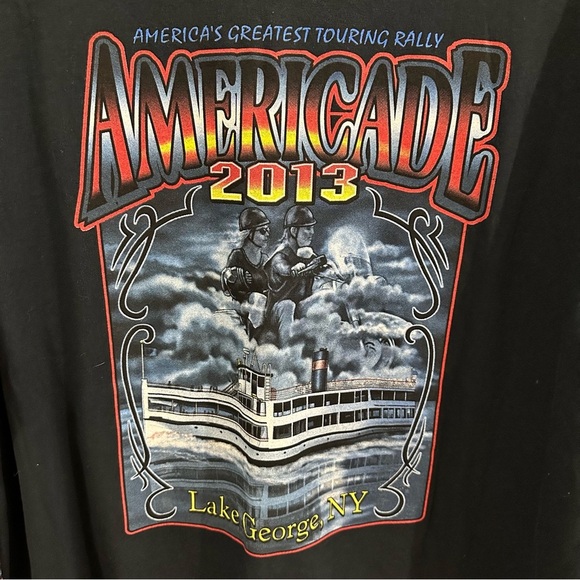 AMERICA'S GREATEST TOURING RALLY
AMERICADE
2013
Lake George, NY